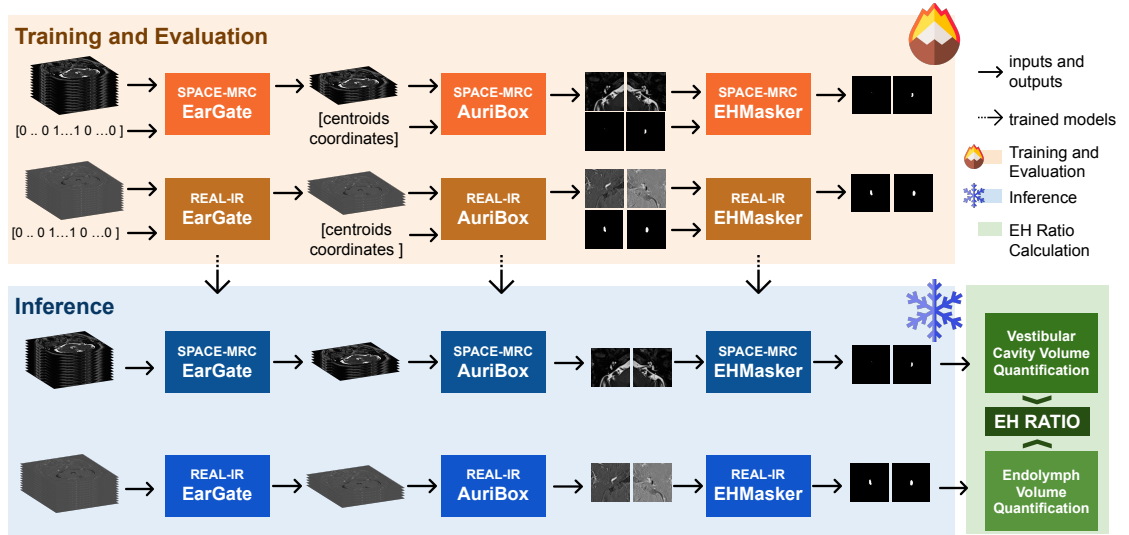 Training and Evaluation
SPACE-MRC
EarGate
SPACE-MRC
AuriBox
SPACE-MRC
EHMasker
[0 .. 0 1...1 0 ...0 ]
[centroids
coordinates]
REAL-IR
EarGate
REAL-IR
AuriBox
REAL-IR
EHMasker
[0 .. 0 1...1 0 ...0 ]
[centroids
coordinates ]
inputs and
outputs
trained models
Training and
Evaluation
Inference
EH Ratio
Calculation
Inference
SPACE-MRC
EarGate
SPACE-MRC
AuriBox
SPACE-MRC
EHMasker
Vestibular
Cavity Volume
Quantification
EH RATIO
REAL-IR
EarGate
REAL-IR
AuriBox
REAL-IR
EHMasker
Endolymph
Volume
Quantification